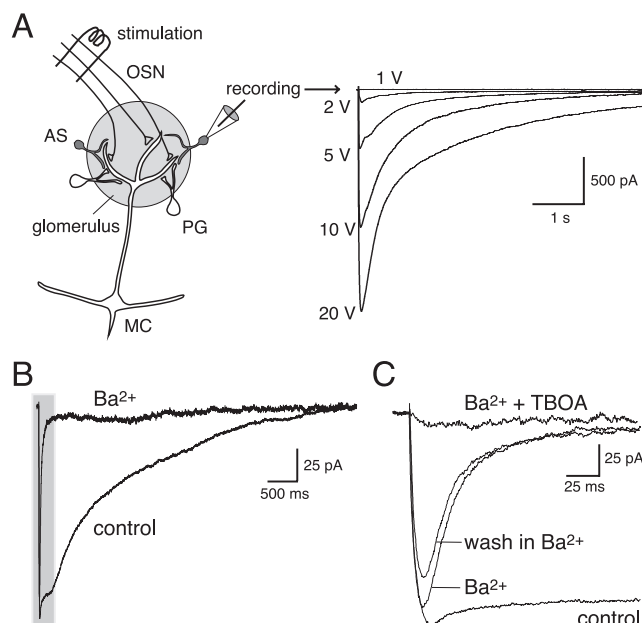 A
stimulation
OSN
recording
AS
glomerulus
PG
MC
1 V
2 V
5 V
10 V
20 V
500 pA
1 s
B
Ba²⁺
control
25 pA
500 ms
C
Ba²⁺ + TBOA
25 pA
25 ms
wash in Ba²⁺
Ba²⁺
control